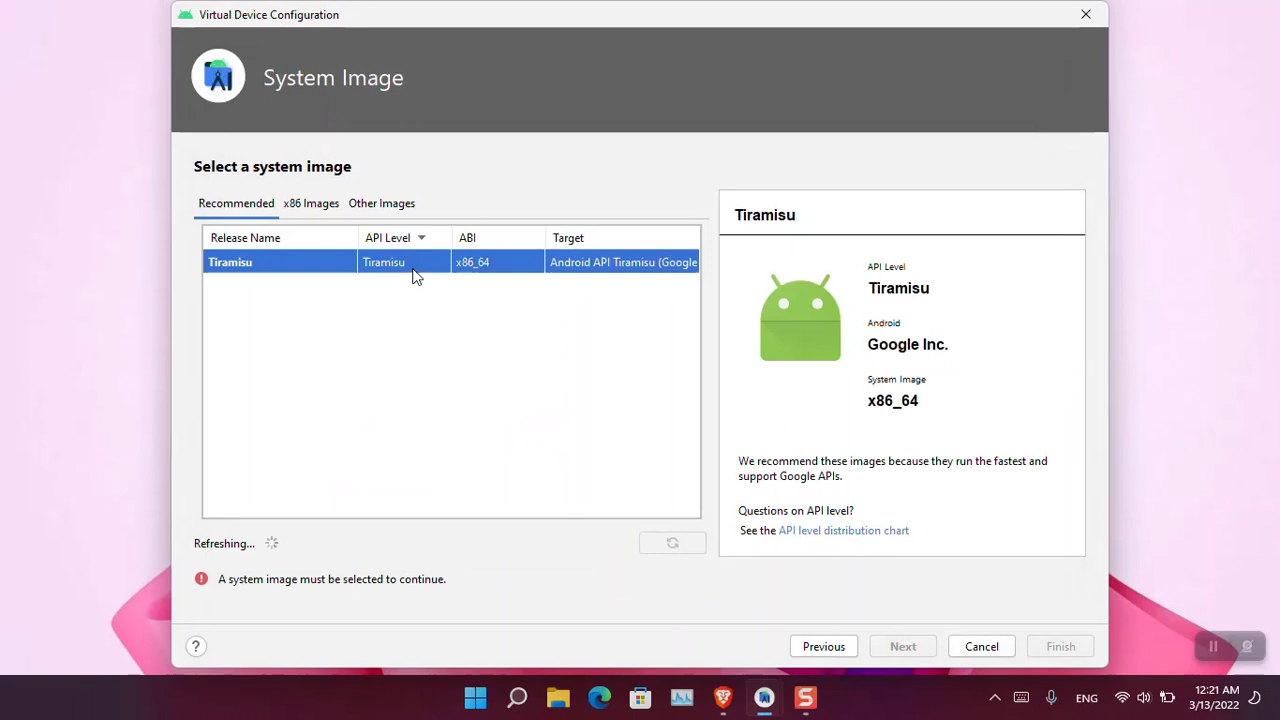 Virtual Device Configuration
System Image
Select a system image
Recommended x86 Images Other Images
Release Name API Level ABI Target
Tiramisu Tiramisu x86_64 Android API Tiramisu (Google
Refreshing...
A system image must be selected to continue.
Tiramisu
API Level
Tiramisu
Android
Google Inc.
System Image
x86_64
We recommend these images because they run the fastest and
support Google APIs.
Questions on API level?
See the API level distribution chart
? Previous Next Cancel Finish
ENG
12:21 AM
3/13/2022